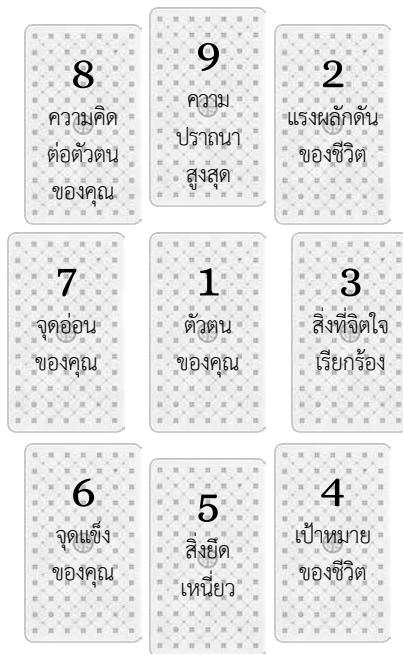 8
ความคิด
ต่อตัวตน
ของคุณ
9
ความ
ปราถนา
สูงสุด
2
แรงผลักดัน
ของชีวิต
7
จุดอ่อน
ของคุณ
1
ตัวตน
ของคุณ
3
สิ่งที่จิตใจ
เรียกร้อง
6
จุดแข็ง
ของคุณ
5
สิ่งยึด
เหนี่ยว
4
เป้าหมาย
ของชีวิต